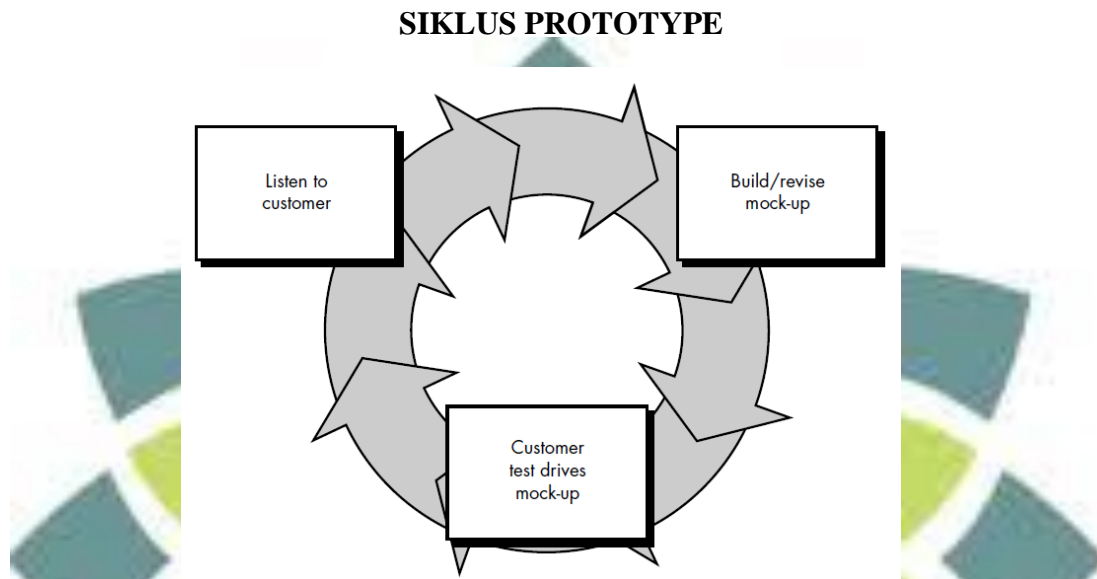 SIKLUS PROTOTYPE
Listen to
customer
Build/revise
mock-up
Customer
test drives
mock-up